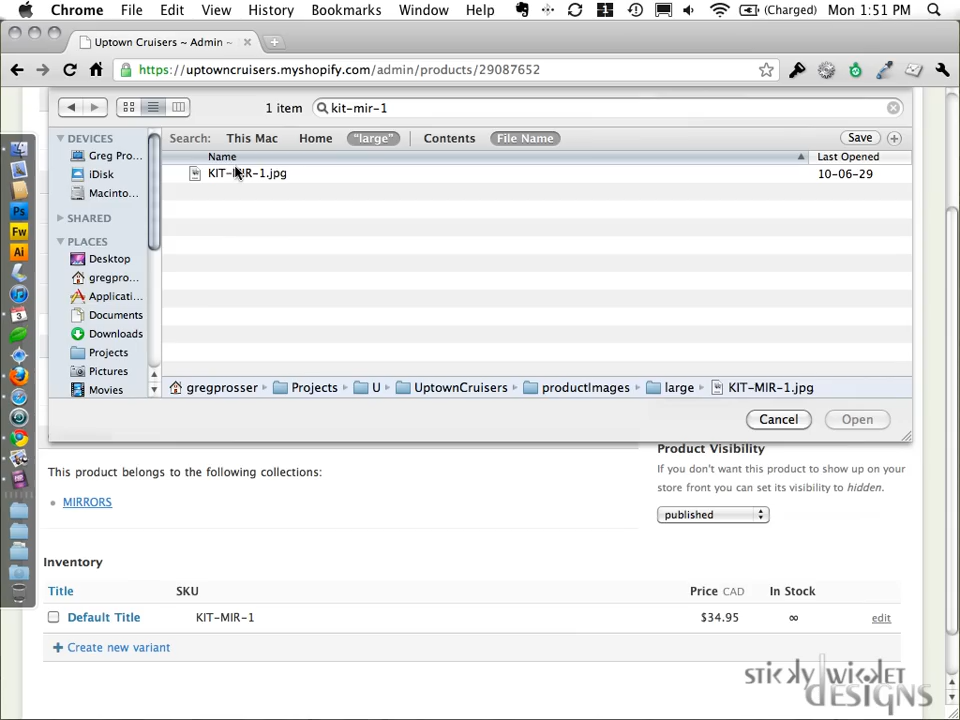 Chrome File Edit View History Bookmarks Window Help (Charged) Mon 1:51 PM
Uptown Cruisers ~ Admin ~
https://uptowncruisers.myshopify.com/admin/products/29087652
1 item kit-mir-1
Search: This Mac Home "large" Contents File Name Save
Name Last Opened
KIT-MIR-1.jpg 10-06-29
DEVICES
Greg Pro...
iDisk
Macinto...
SHARED
PLACES
Desktop
gregpro...
Applicati...
Documents
Downloads
Projects
Pictures
Movies
gregprosser Projects U UptownCruisers productImages large KIT-MIR-1.jpg
Cancel Open
Ps
Fw
Ai
3
Product Visibility
If you don't want this product to show up on your
store front you can set its visibility to hidden.
published
This product belongs to the following collections:
MIRRORS
Inventory
Title SKU Price CAD In Stock
Default Title KIT-MIR-1 $34.95 ∞ edit
+ Create new variant
sticky wicket
DESIGNS